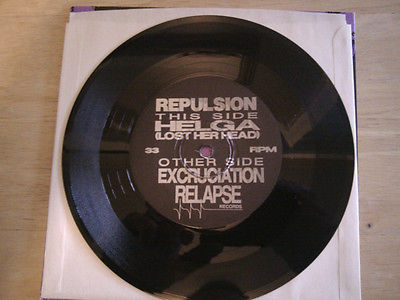 REPULSION
THIS SIDE
HELGA
(LOST HER HEAD)
33 RPM
OTHER SIDE
EXCRUCIATION
RELAPSE
RECORDS